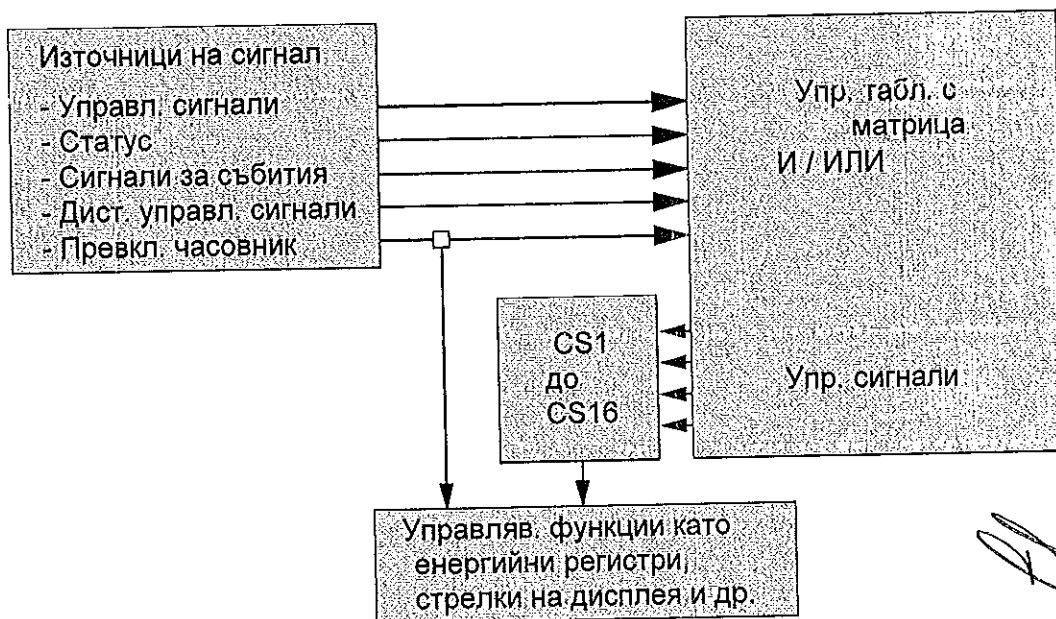 Източници на сигнал
- Управл. сигнали
- Статус
- Сигнали за събития
- Дист. управл. сигнали
- Превкл. часовник
Упр. табл. с
матрица
И / ИЛИ
CS1
до
CS16
Упр. сигнали
Управляв. функции като
енергийни регистри,
стрелки на дисплея и др.